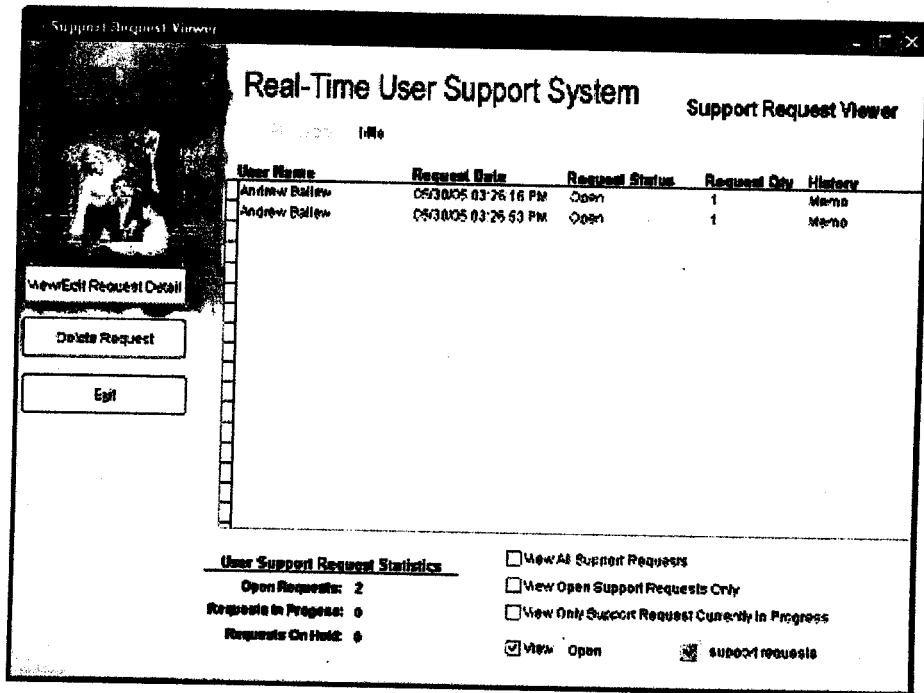 Support Request Viewer
Real-Time User Support System
Support Request Viewer
Idle
User Name Request Date Request Status Request Qty History
Andrew Ballew 05/30/05 03:26:16 PM Open 1 Memo
Andrew Ballew 05/30/05 03:26:53 PM Open 1 Memo
View/Edit Request Detail
Delete Request
Exit
User Support Request Statistics
Open Requests: 2
Requests In Progess: 0
Requests On Hold: 0
View All Support Requests
View Open Support Requests Only
View Only Support Request Currently In Progress
View Open support requests